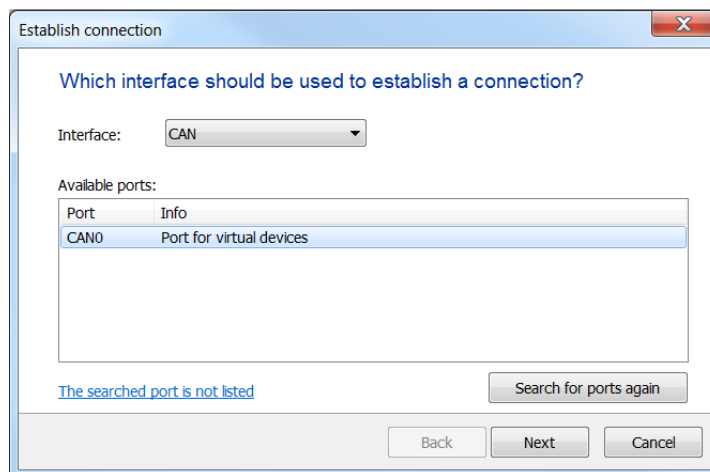 Establish connection
Which interface should be used to establish a connection?
Interface: CAN
Available ports:
Port Info
CAN0 Port for virtual devices
The searched port is not listed Search for ports again
Back Next Cancel